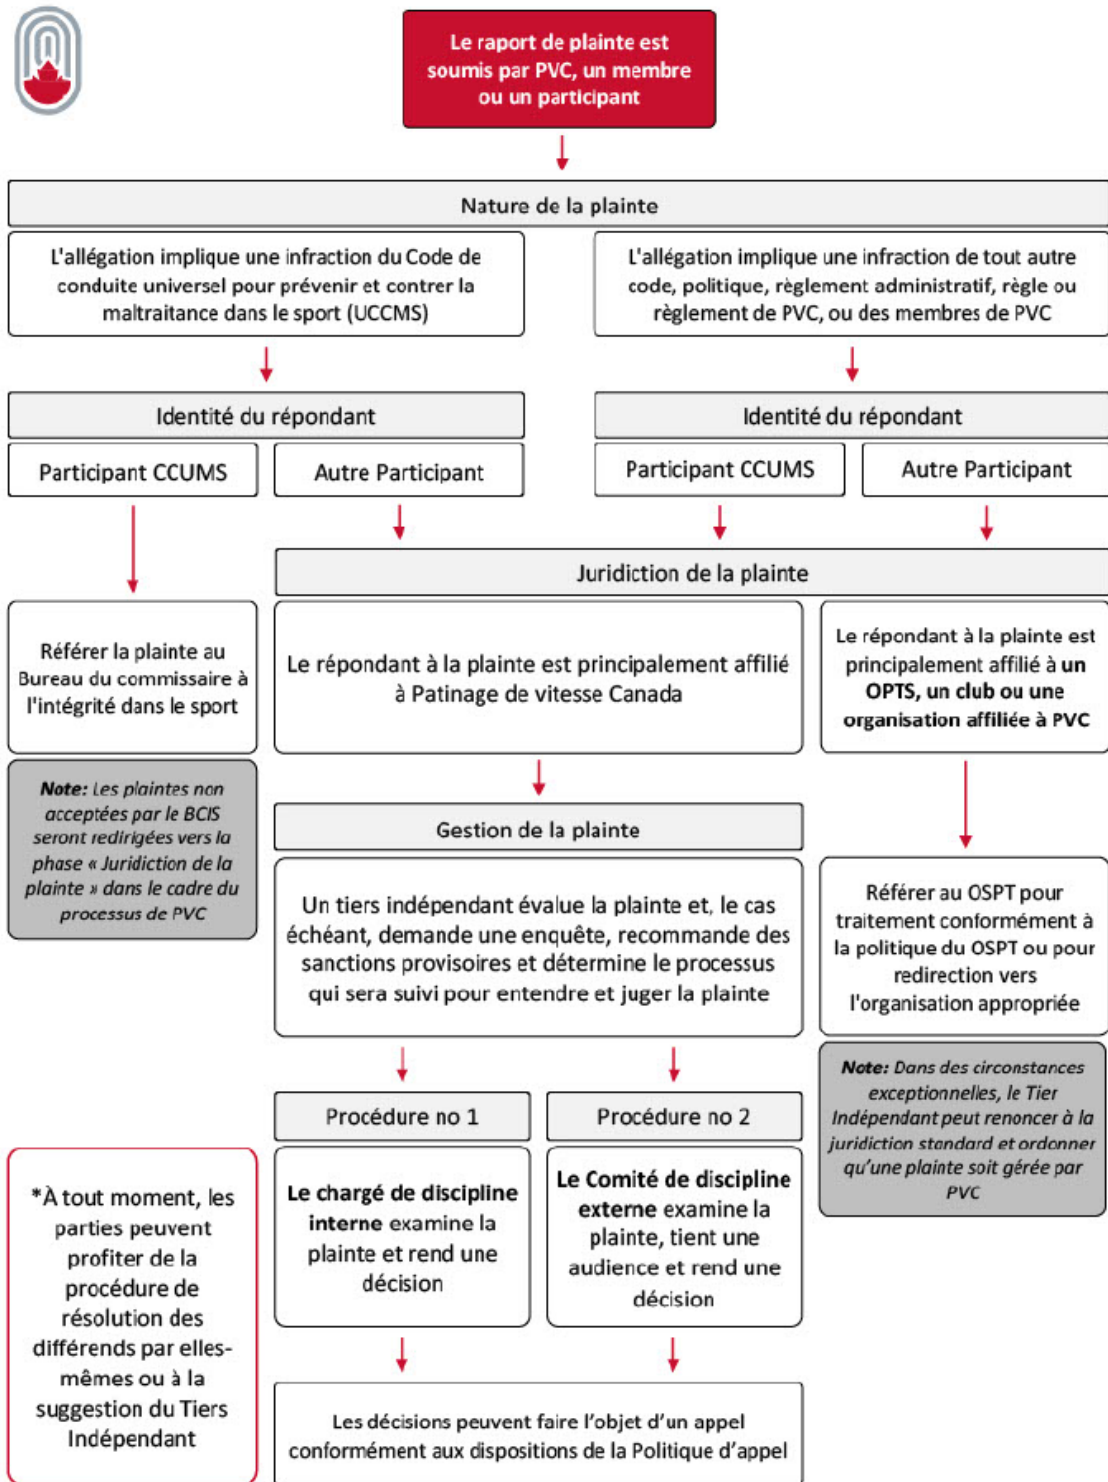 Le raport de plainte est
soumis par PVC, un membre
ou un participant
Nature de la plainte
L'allégation implique une infraction du Code de
conduite universel pour prévenir et contrer la
maltraitance dans le sport (UCCMS)
L'allégation implique une infraction de tout autre
code, politique, règlement administratif, règle ou
règlement de PVC, ou des membres de PVC
Identité du répondant
Identité du répondant
Participant CCUMS
Autre Participant
Participant CCUMS
Autre Participant
Juridiction de la plainte
Référer la plainte au
Bureau du commissaire à
l'intégrité dans le sport
Le répondant à la plainte est principalement affilié
à Patinage de vitesse Canada
Le répondant à la plainte est
principalement affilié à un
OPTS, un club ou une
organisation affiliée à PVC
Note: Les plaintes non
acceptées par le BCIS
seront redirigées vers la
phase « Juridiction de la
plainte » dans le cadre du
processus de PVC
Gestion de la plainte
Un tiers indépendant évalue la plainte et, le cas
échéant, demande une enquête, recommande des
sanctions provisoires et détermine le processus
qui sera suivi pour entendre et juger la plainte
Référer au OSPT pour
traitement conformément à
la politique du OSPT ou pour
redirection vers
l'organisation appropriée
Note: Dans des circonstances
exceptionnelles, le Tier
Indépendant peut renoncer à la
juridiction standard et ordonner
qu'une plainte soit gérée par
PVC
Procédure no 1
Procédure no 2
Le chargé de discipline
interne examine la
plainte et rend une
décision
Le Comité de discipline
externe examine la
plainte, tient une
audience et rend une
décision
*À tout moment, les
parties peuvent
profiter de la
procédure de
résolution des
différends par elles-
mêmes ou à la
suggestion du Tiers
Indépendant
Les décisions peuvent faire l'objet d'un appel
conformément aux dispositions de la Politique d'appel